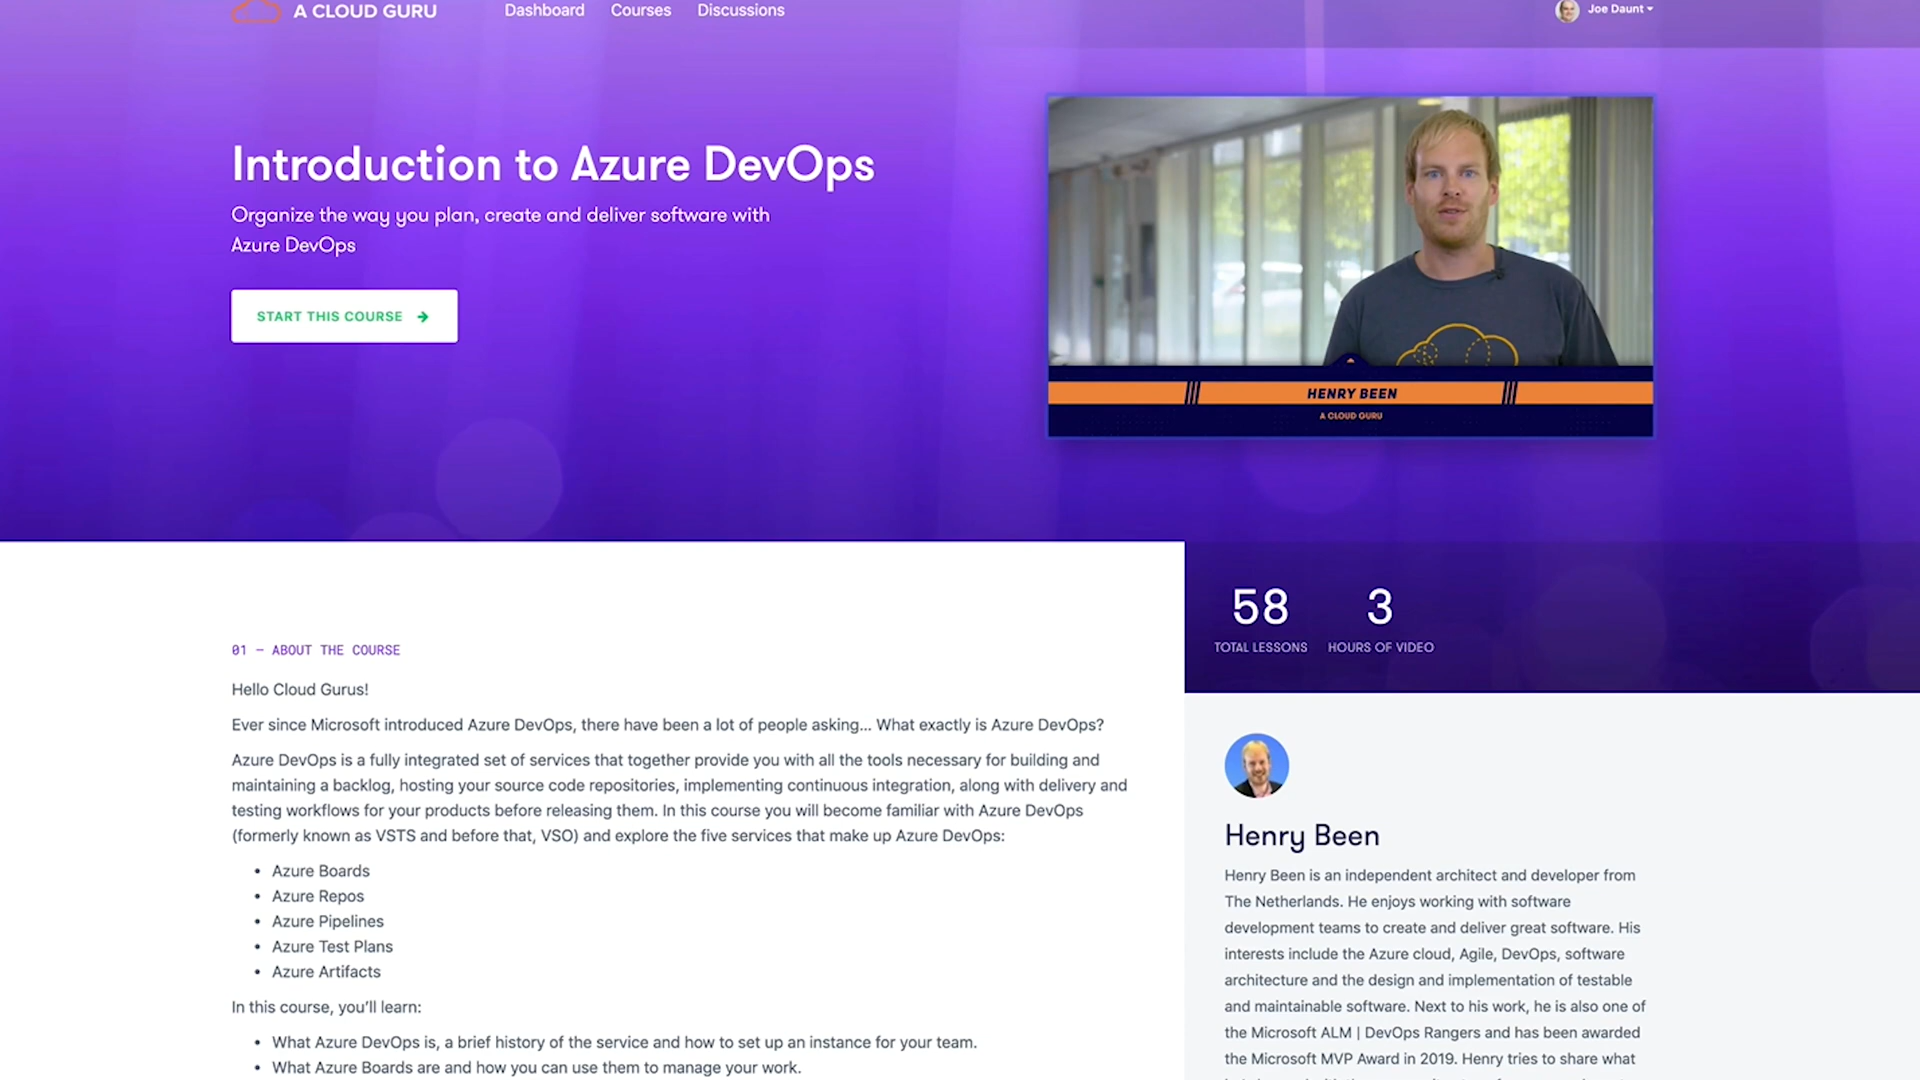 A CLOUD GURU
Dashboard
Courses
Discussions
Joe Daunt
Introduction to Azure DevOps
Organize the way you plan, create and deliver software with
Azure DevOps
START THIS COURSE
HENRY BEEN
A CLOUD GURU
58
TOTAL LESSONS
3
HOURS OF VIDEO
01 — ABOUT THE COURSE
Hello Cloud Gurus!
Ever since Microsoft introduced Azure DevOps, there have been a lot of people asking... What exactly is Azure DevOps?
Azure DevOps is a fully integrated set of services that together provide you with all the tools necessary for building and
maintaining a backlog, hosting your source code repositories, implementing continuous integration, along with delivery and
testing workflows for your products before releasing them. In this course you will become familiar with Azure DevOps
(formerly known as VSTS and before that, VSO) and explore the five services that make up Azure DevOps:
• Azure Boards
• Azure Repos
• Azure Pipelines
• Azure Test Plans
• Azure Artifacts
In this course, you'll learn:
• What Azure DevOps is, a brief history of the service and how to set up an instance for your team.
• What Azure Boards are and how you can use them to manage your work.
Henry Been
Henry Been is an independent architect and developer from
The Netherlands. He enjoys working with software
development teams to create and deliver great software. His
interests include the Azure cloud, Agile, DevOps, software
architecture and the design and implementation of testable
and maintainable software. Next to his work, he is also one of
the Microsoft ALM | DevOps Rangers and has been awarded
the Microsoft MVP Award in 2019. Henry tries to share what